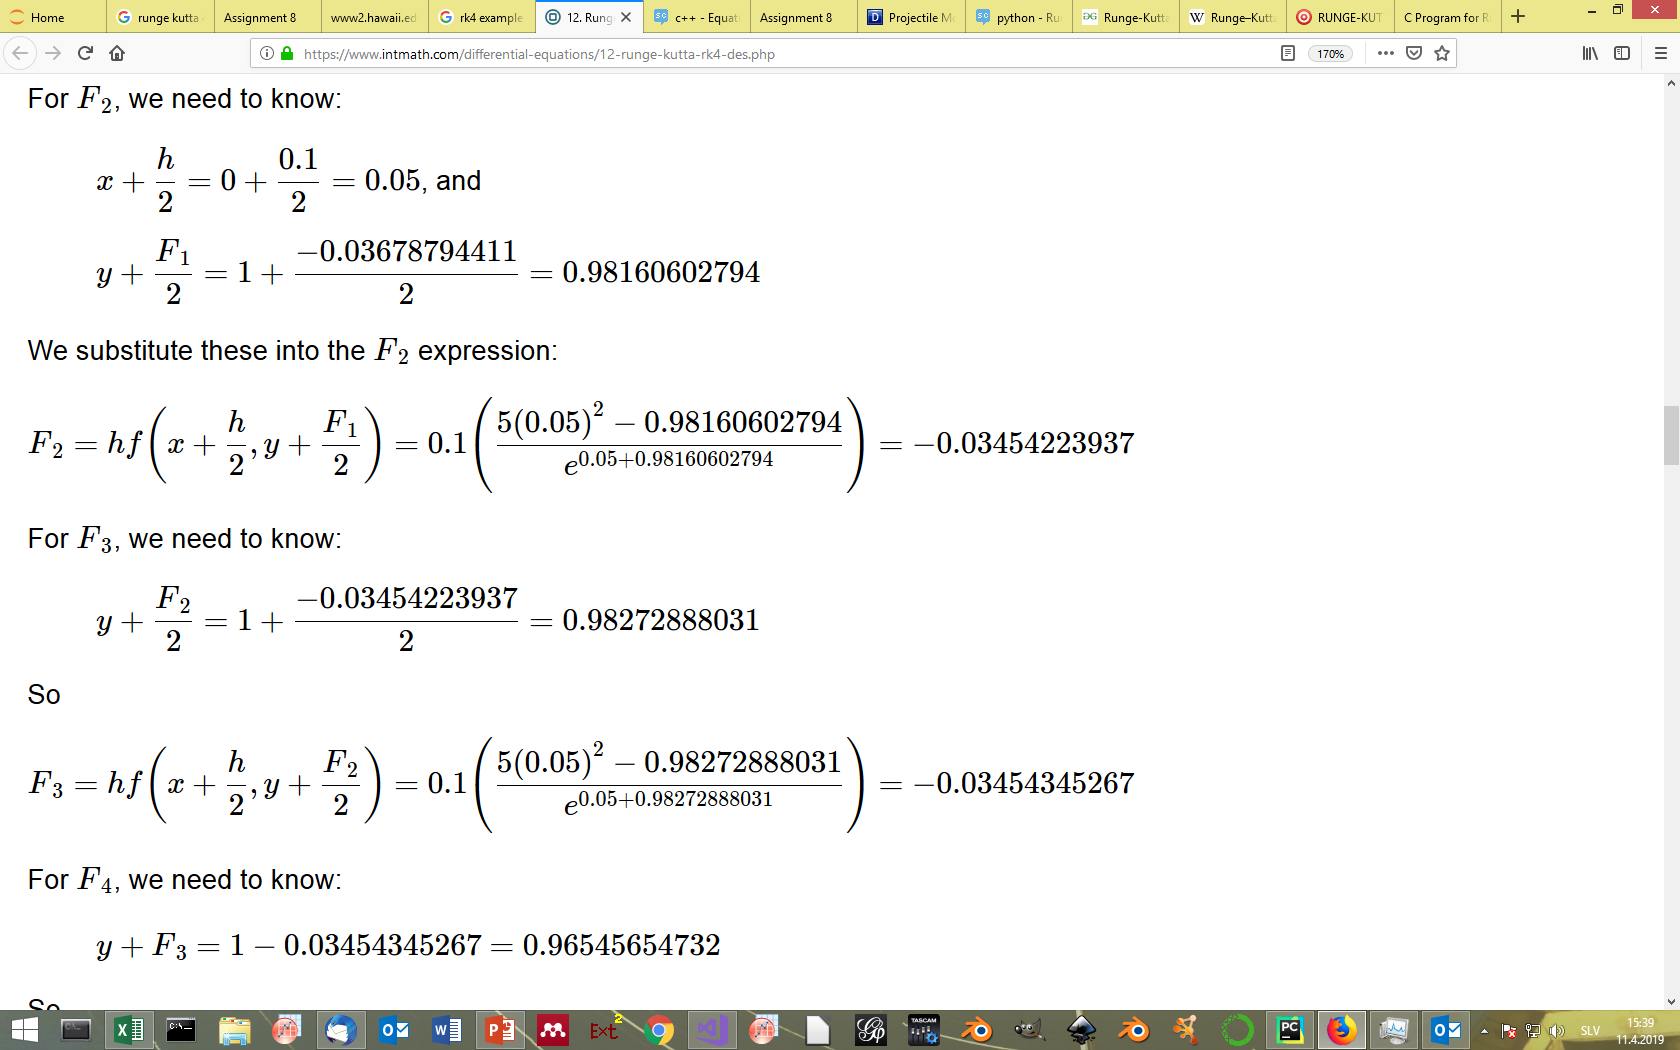 Home
runge kutta
Assignment 8
www2.hawaii.ed
rk4 example
12. Rung
c++ - Equat
Assignment 8
Projectile Mo
python - Ru
Runge-Kutta
Runge–Kutta
RUNGE-KUT
C Program for R
https://www.intmath.com/differential-equations/12-runge-kutta-rk4-des.php
170%
For F₂, we need to know:
x + h/2 = 0 + 0.1/2 = 0.05, and
y + F₁/2 = 1 + −0.03678794411/2 = 0.98160602794
We substitute these into the F₂ expression:
F₂ = hf(x + h/2, y + F₁/2) = 0.1((5(0.05)² − 0.98160602794)/e^(0.05+0.98160602794)) = −0.03454223937
For F₃, we need to know:
y + F₂/2 = 1 + −0.03454223937/2 = 0.98272888031
So
F₃ = hf(x + h/2, y + F₂/2) = 0.1((5(0.05)² − 0.98272888031)/e^(0.05+0.98272888031)) = −0.03454345267
For F₄, we need to know:
y + F₃ = 1 − 0.03454345267 = 0.96545654732
So
Ext2
TASCAM
PC
SLV
15:39
11.4.2019